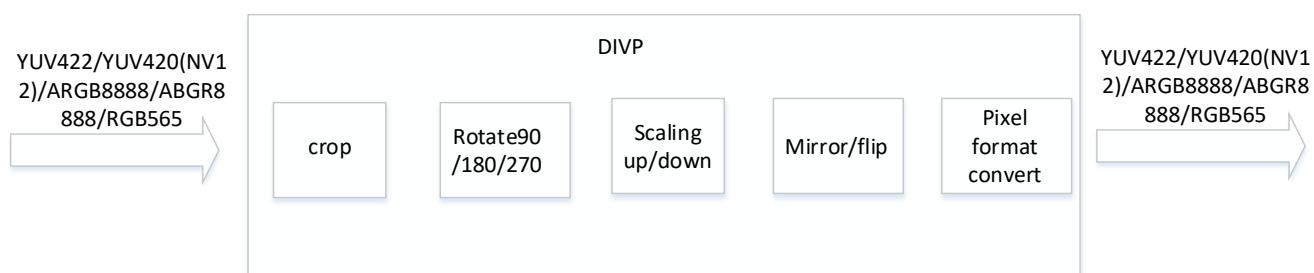 DIVP
YUV422/YUV420(NV1
2)/ARGB8888/ABGR8
888/RGB565
crop
Rotate90
/180/270
Scaling
up/down
Mirror/flip
Pixel
format
convert
YUV422/YUV420(NV1
2)/ARGB8888/ABGR8
888/RGB565